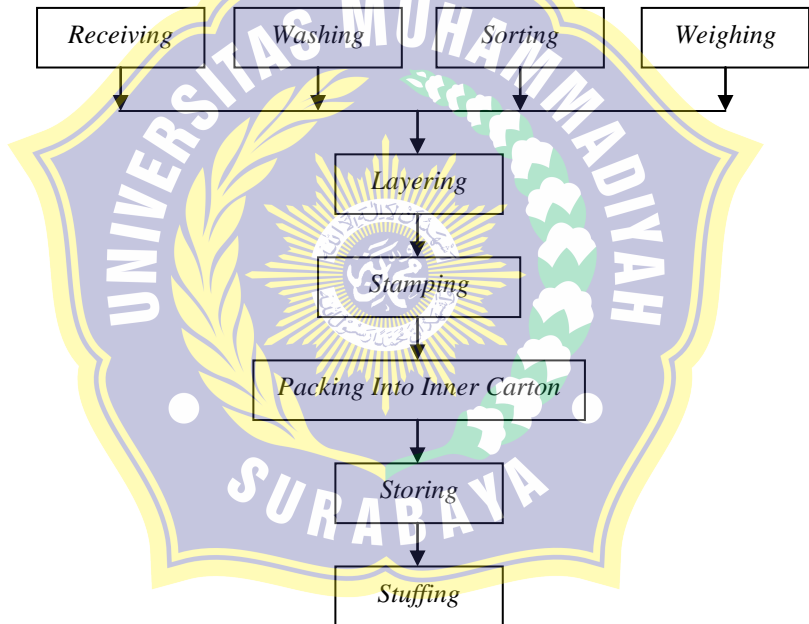 Receiving Washing Sorting Weighing
UNIVERSITAS MUHAMMADIYAH
Layering
Stamping
Packing Into Inner Carton
Storing
SURABAYA
Stuffing